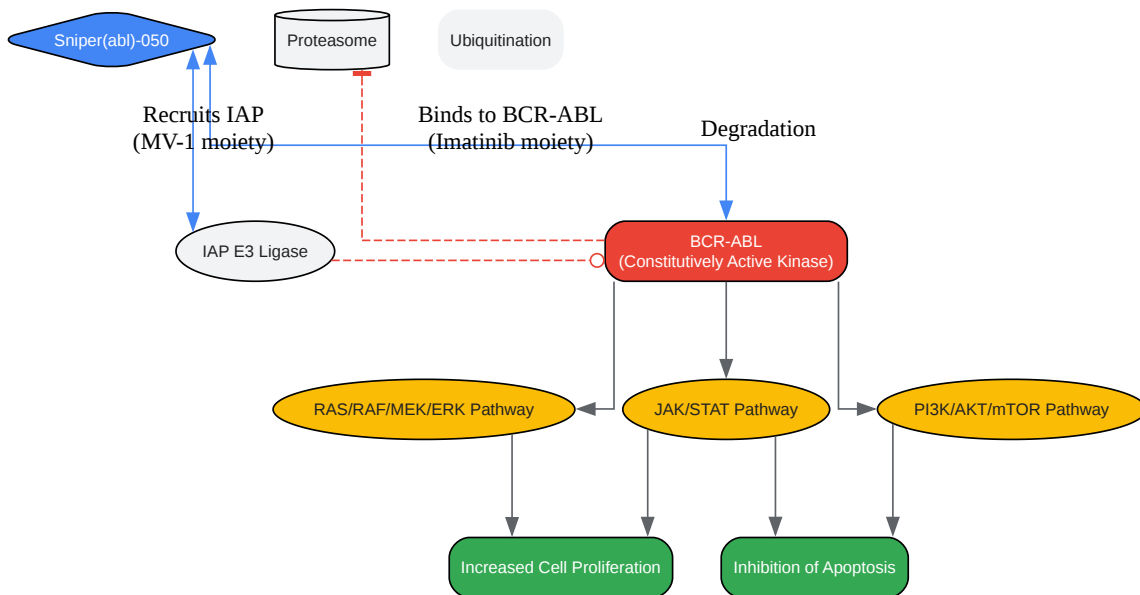 Sniper(abl)-050
Proteasome
Ubiquitination
Recruits IAP
(MV-1 moiety)
Binds to BCR-ABL
(Imatinib moiety)
Degradation
IAP E3 Ligase
BCR-ABL
(Constitutively Active Kinase)
RAS/RAF/MEK/ERK Pathway
JAK/STAT Pathway
PI3K/AKT/mTOR Pathway
Increased Cell Proliferation
Inhibition of Apoptosis